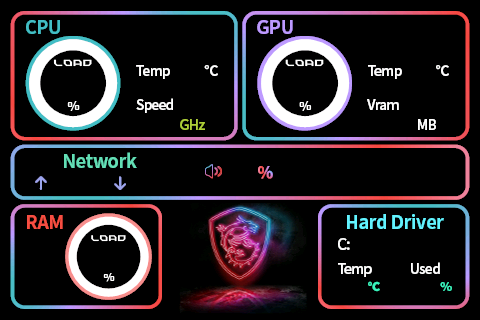 CPU
LOAD
%
Temp °C
Speed
GHz
GPU
LOAD
%
Temp °C
Vram
MB
Network
%
RAM
LOAD
%
Hard Driver
C:
Temp Used
°C %